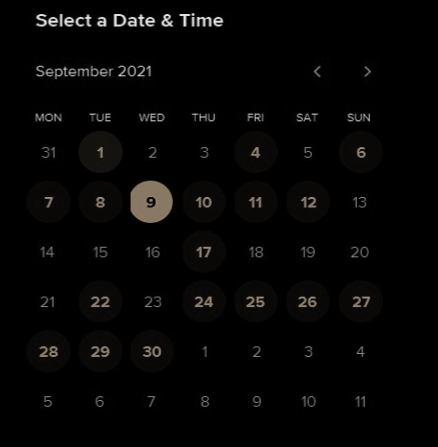 Select a Date & Time
September 2021
MON TUE WED THU FRI SAT SUN
31 1 2 3 4 5 6
7 8 9 10 11 12 13
14 15 16 17 18 19 20
21 22 23 24 25 26 27
28 29 30 1 2 3 4
5 6 7 8 9 10 11